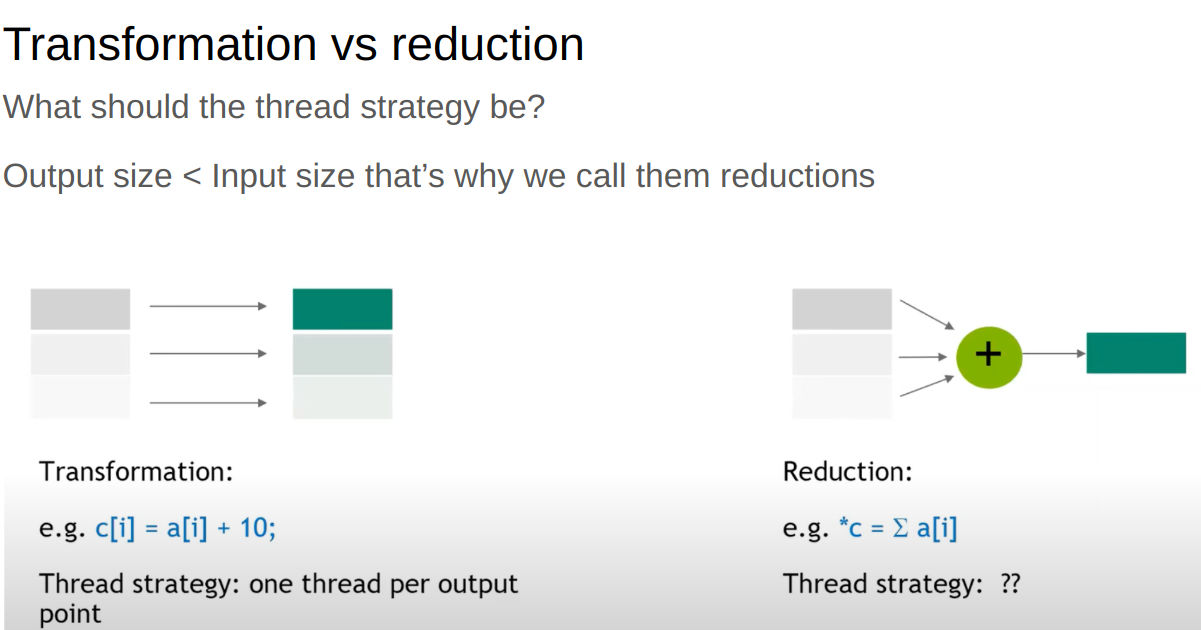 Transformation vs reduction
What should the thread strategy be?
Output size < Input size that’s why we call them reductions
+
Transformation:
e.g. c[i] = a[i] + 10;
Thread strategy: one thread per output
point
Reduction:
e.g. *c = Σ a[i]
Thread strategy: ??